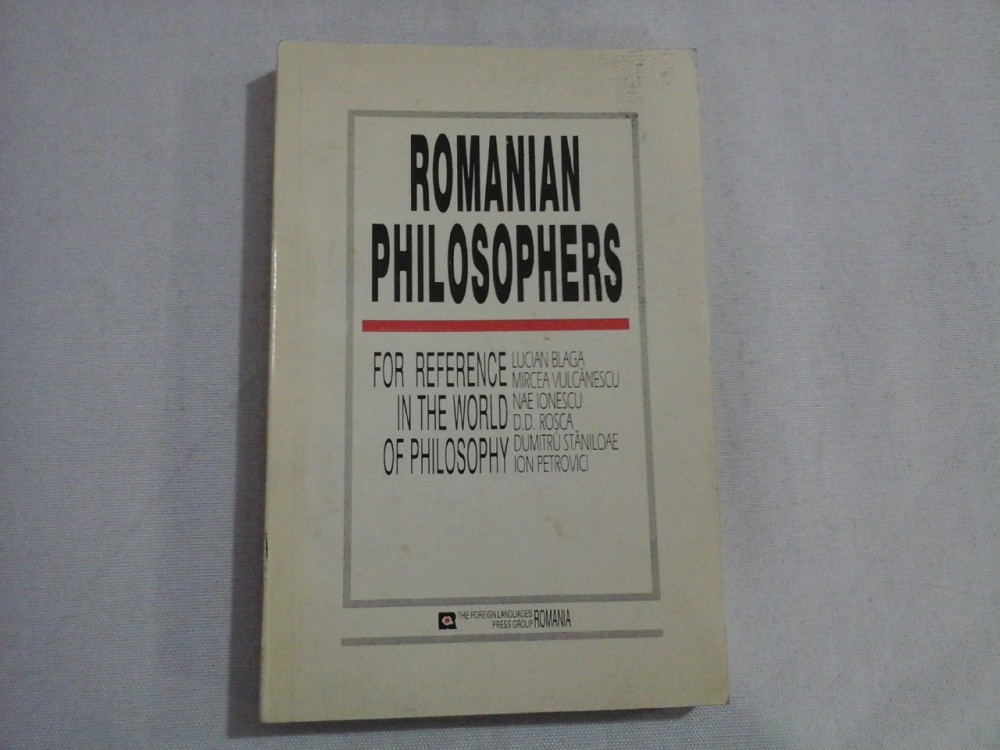 ROMANIAN
PHILOSOPHERS
FOR REFERENCE
IN THE WORLD
OF PHILOSOPHY
LUCIAN BLAGA
MIRCEA VULCĂNESCU
NAE IONESCU
D.D. ROȘCA
DUMITRU STĂNILOAE
ION PETROVICI
THE FOREIGN LANGUAGES
PRESS GROUP ROMANIA